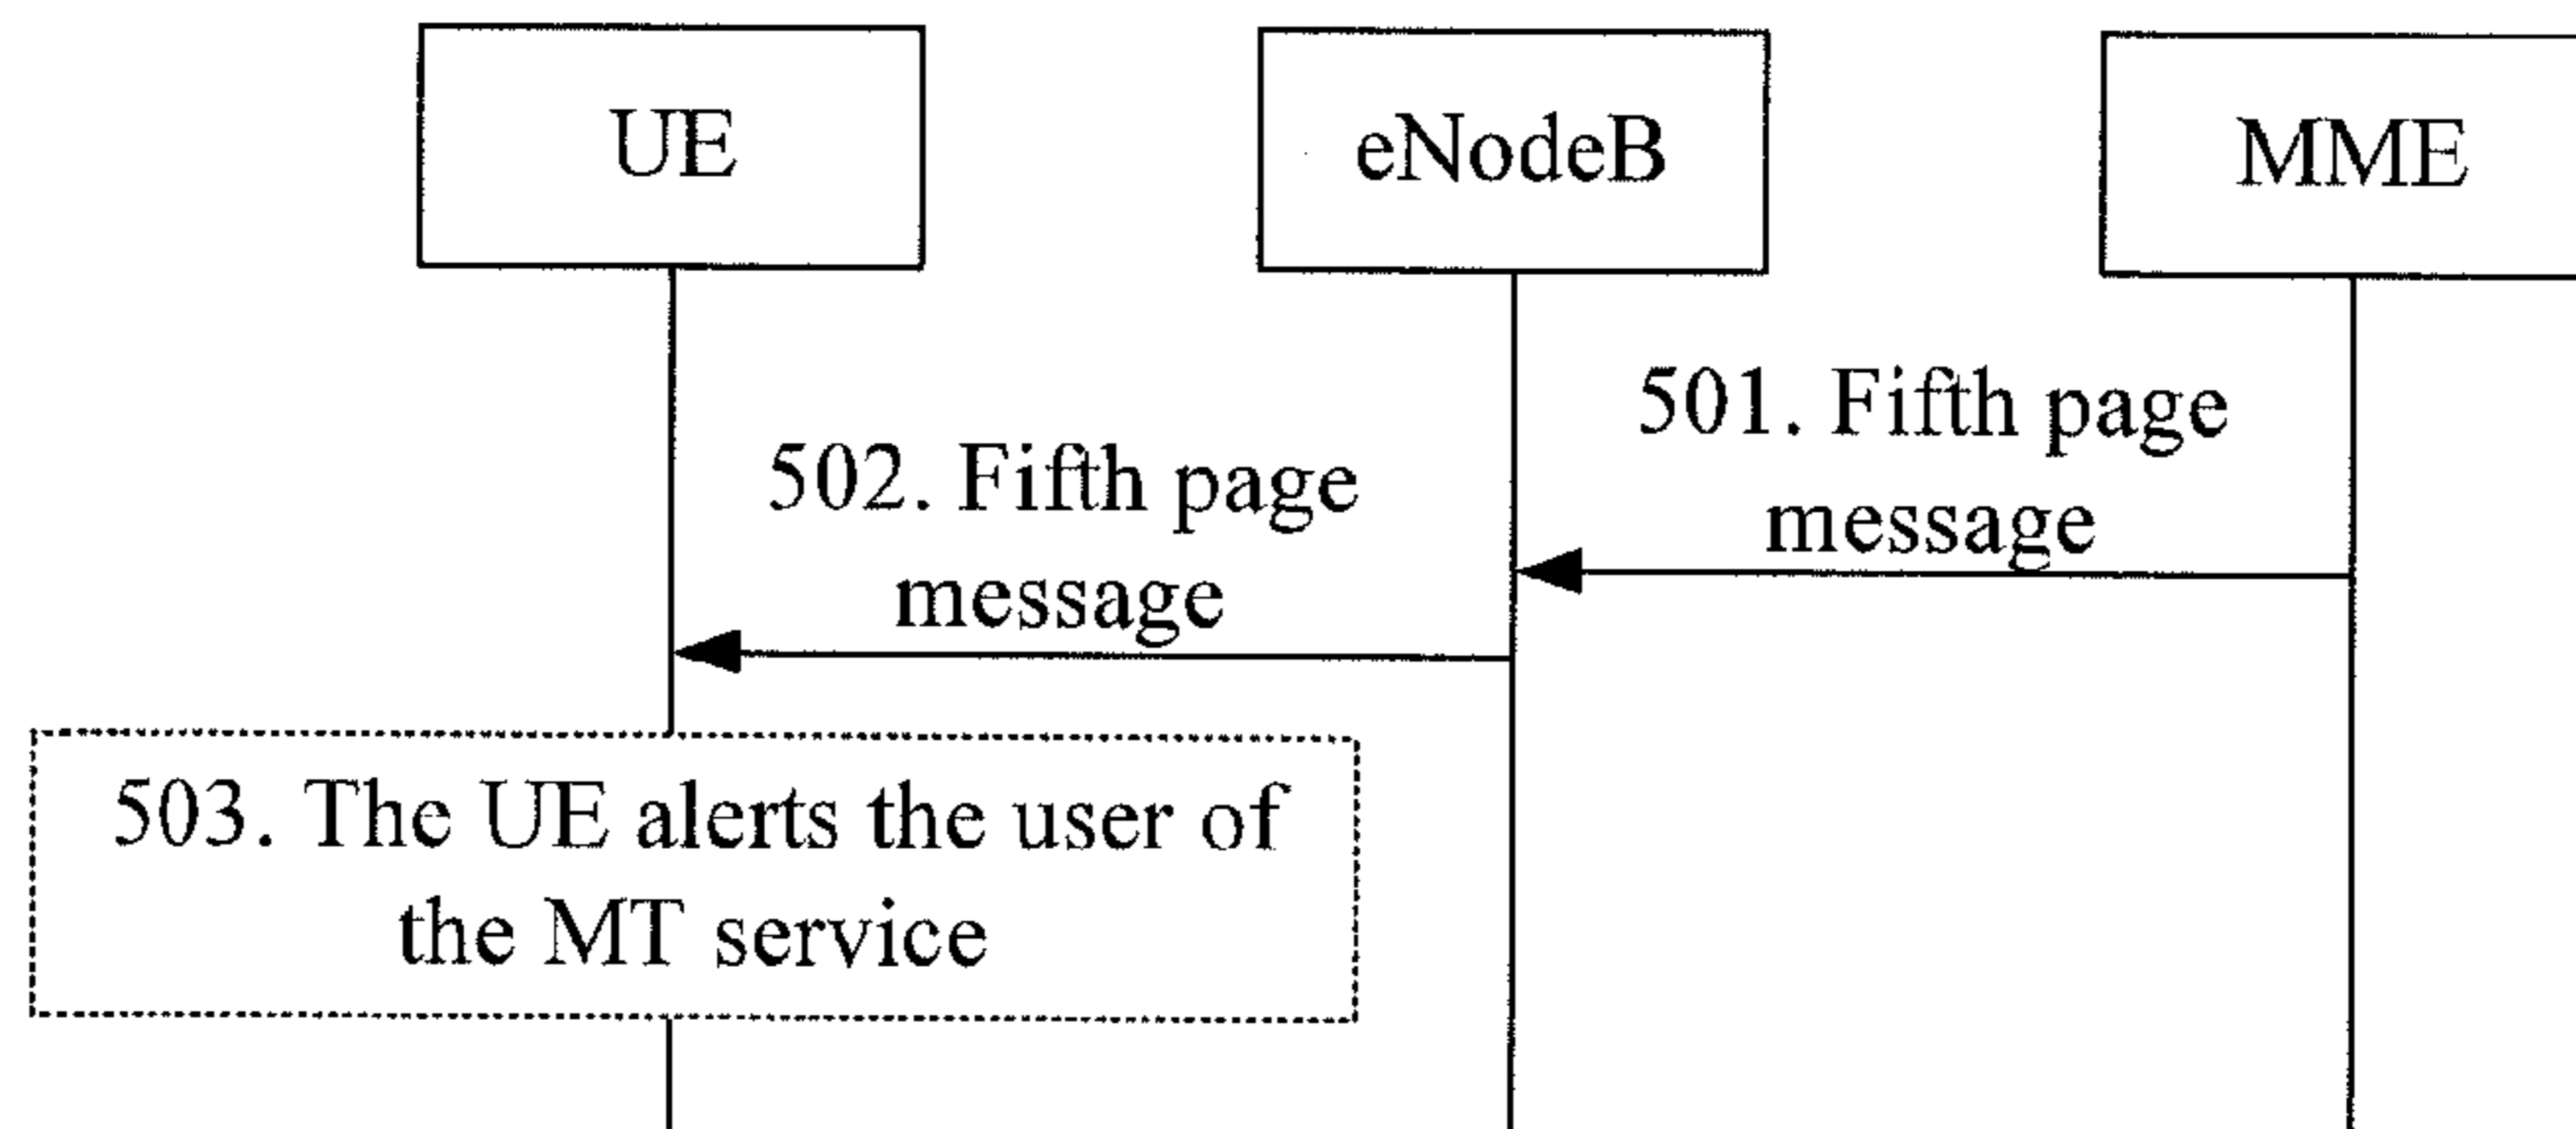 UE
eNodeB
MME
501. Fifth page
message
502. Fifth page
message
503. The UE alerts the user of
the MT service